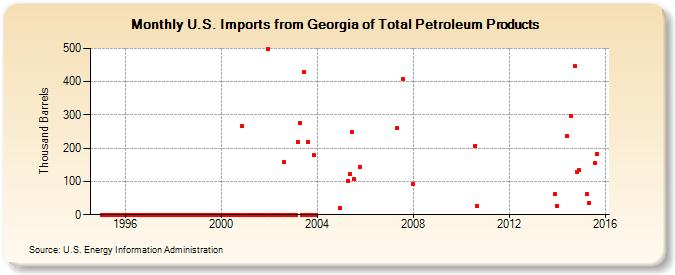 Monthly U.S. Imports from Georgia of Total Petroleum Products
Thousand Barrels
500
400
300
200
100
0
1996 2000 2004 2008 2012 2016
Source: U.S. Energy Information Administration